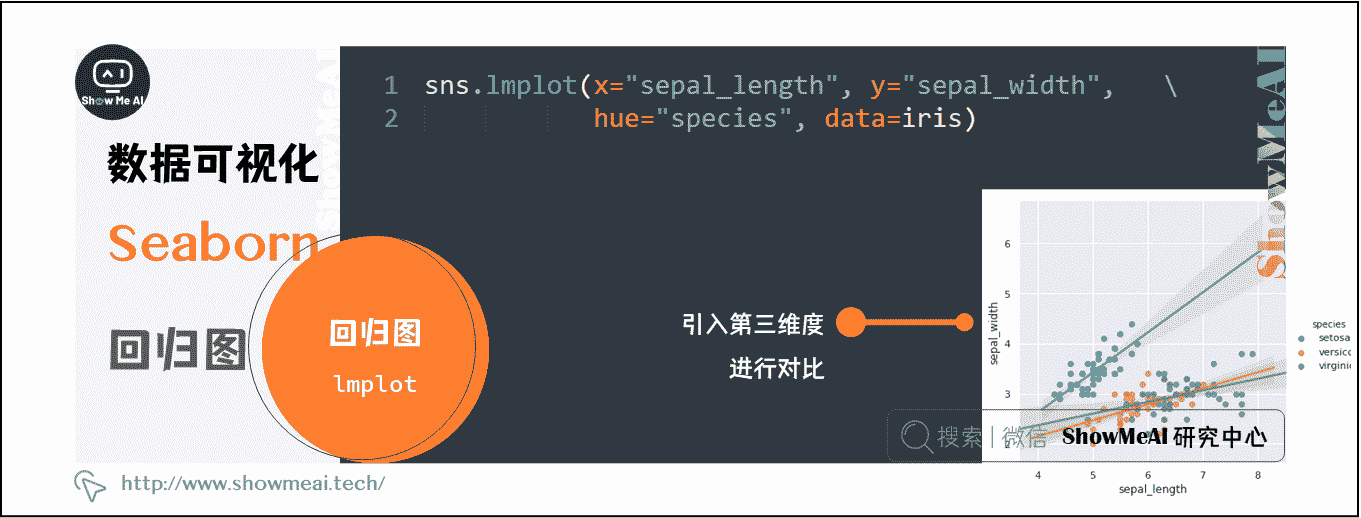 Show Me AI
数据可视化
Seaborn
回归图
回归图
lmplot
1 sns.lmplot(x="sepal_length", y="sepal_width", \
2 hue="species", data=iris)
引入第三维度
进行对比
ShowMeAI
ShowMeAI
sepal_width
6
5
4
3
2
4 5 6 7 8
sepal_length
species
setosa
versico
virgini
搜索 | 微信 ShowMeAI 研究中心
http://www.showmeai.tech/